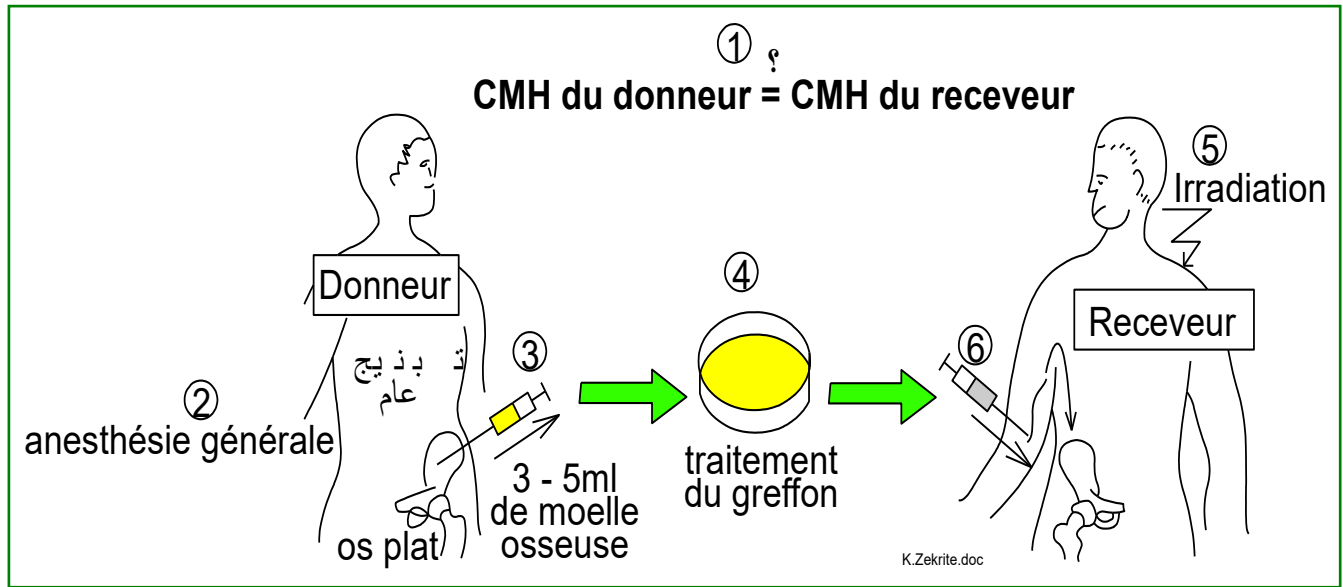 ①
؟
CMH du donneur = CMH du receveur
⑤
Irradiation
Donneur
④
Receveur
تبنيج
عام
③
⑥
②
anesthésie générale
3 - 5ml
de moelle
osseuse
os plat
traitement
du greffon
K.Zekrite.doc